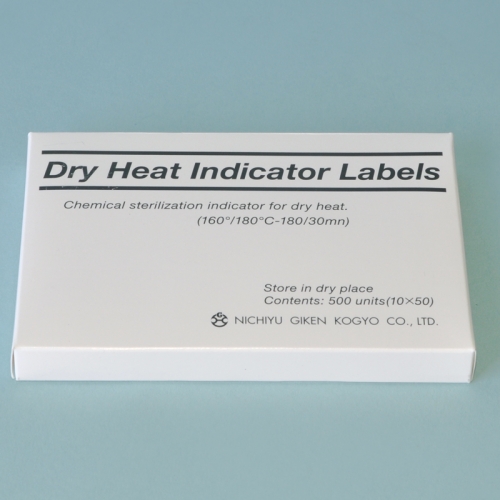 Dry Heat Indicator Labels
Chemical sterilization indicator for dry heat.
(160°/180°C-180/30mn)
Store in dry place
Contents: 500 units(10×50)
NICHIYU GIKEN KOGYO CO., LTD.